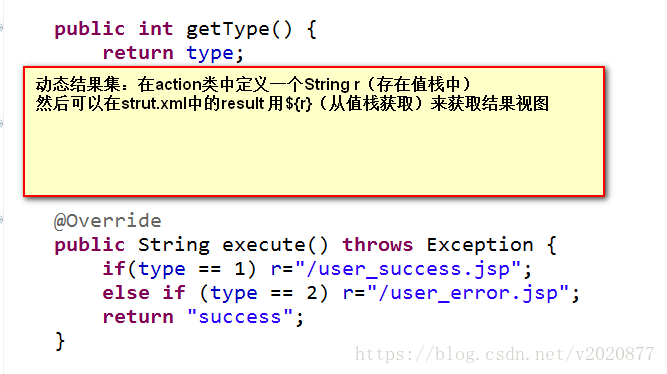 public int getType() {
return type;
动态结果集：在action类中定义一个String r（存在值栈中）
然后可以在strut.xml中的result 用${r}（从值栈获取）来获取结果视图
@Override
public String execute() throws Exception {
if(type == 1) r="/user_success.jsp";
else if (type == 2) r="/user_error.jsp";
return "success";
}
https://blog.csdn.net/v2020877